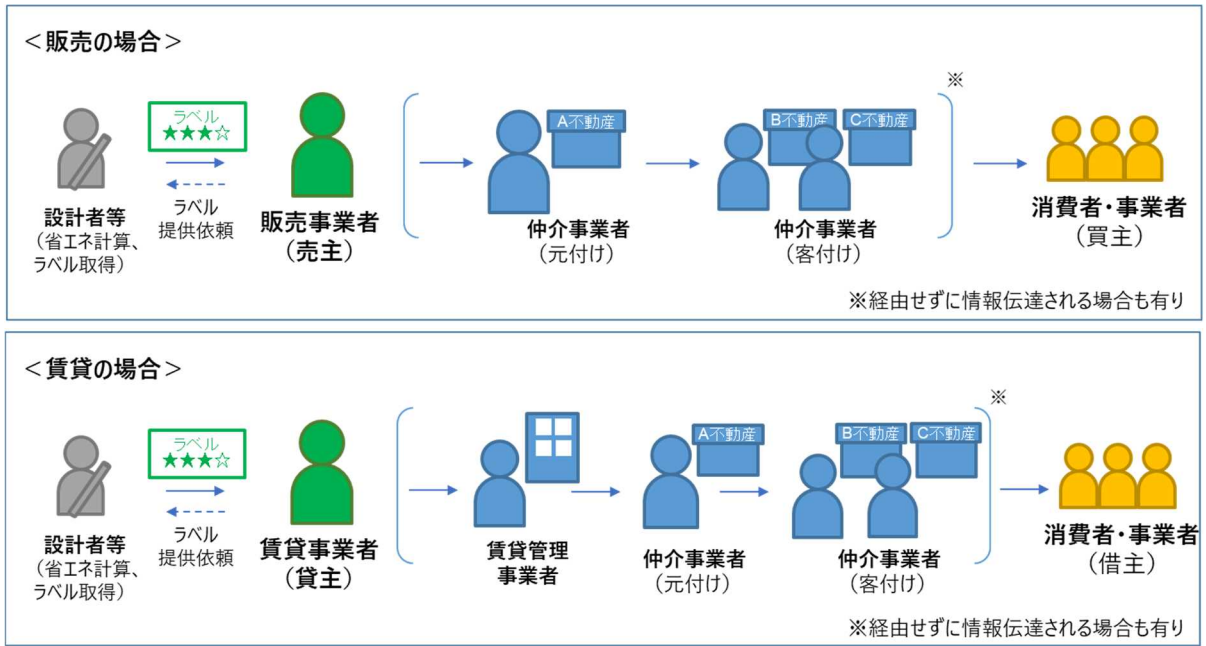 ＜販売の場合＞
※
ラベル
★★★☆
A不動産
B不動産
C不動産
ラベル
提供依頼
設計者等
（省エネ計算、
ラベル取得）
販売事業者
（売主）
仲介事業者
（元付け）
仲介事業者
（客付け）
消費者・事業者
（買主）
※経由せずに情報伝達される場合も有り
＜賃貸の場合＞
※
ラベル
★★★☆
A不動産
B不動産
C不動産
ラベル
提供依頼
設計者等
（省エネ計算、
ラベル取得）
賃貸事業者
（貸主）
賃貸管理
事業者
仲介事業者
（元付け）
仲介事業者
（客付け）
消費者・事業者
（借主）
※経由せずに情報伝達される場合も有り